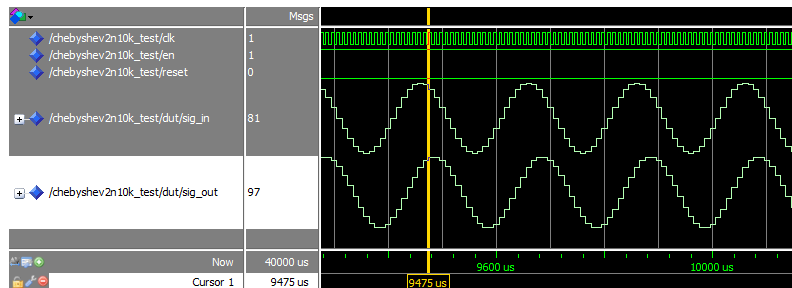 Msgs
/chebyshev2n10k_test/clk 1
/chebyshev2n10k_test/en 1
/chebyshev2n10k_test/reset 0
/chebyshev2n10k_test/dut/sig_in 81
/chebyshev2n10k_test/dut/sig_out 97
Now 40000 us 9600 us 10000 us
Cursor 1 9475 us 9475 us